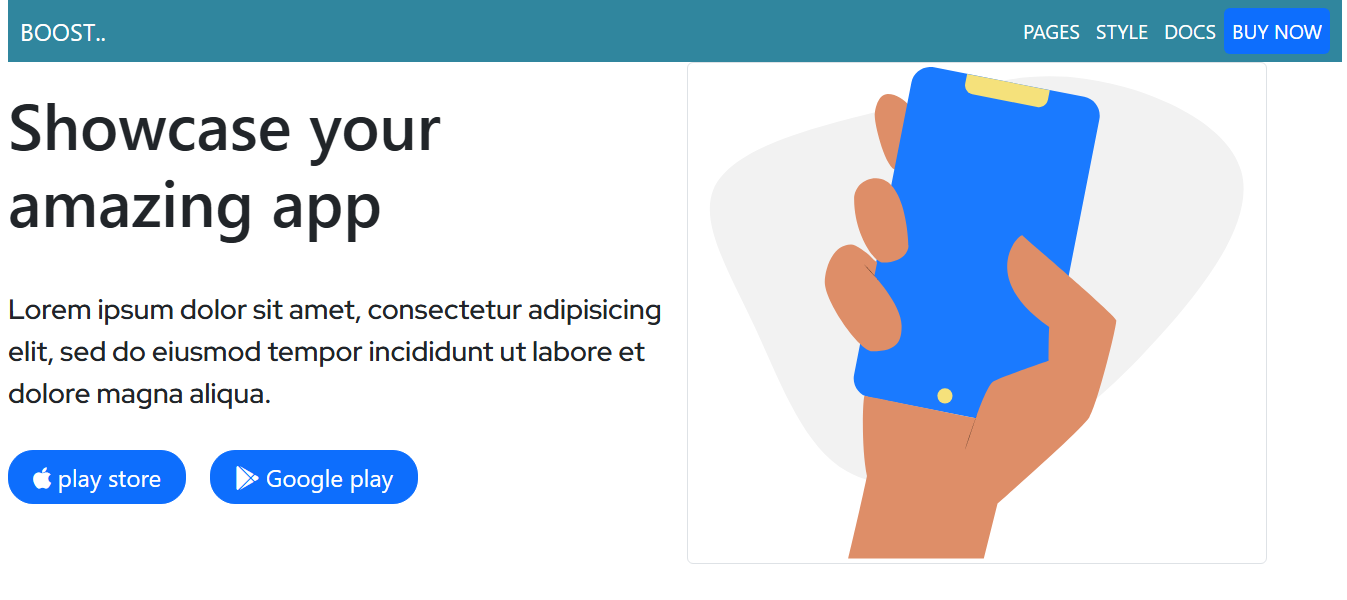 BOOST..
PAGES STYLE DOCS BUY NOW
Showcase your
amazing app
Lorem ipsum dolor sit amet, consectetur adipisicing
elit, sed do eiusmod tempor incididunt ut labore et
dolore magna aliqua.
play store
Google play